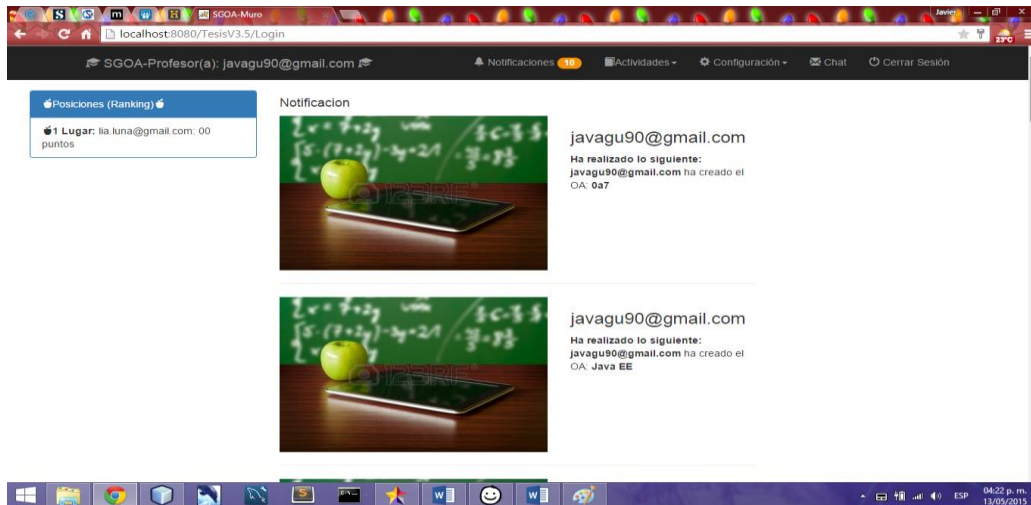 SGOA-Muro
Javier
localhost:8080/TesisV3.5/Login
23°C
SGOA-Profesor(a): javagu90@gmail.com
Notificaciones 10
Actividades
Configuración
Chat
Cerrar Sesión
Posiciones (Ranking)
1 Lugar: lia.luna@gmail.com: 00
puntos
Notificacion
javagu90@gmail.com
Ha realizado lo siguiente:
javagu90@gmail.com ha creado el
OA: 0a7
123RF
javagu90@gmail.com
Ha realizado lo siguiente:
javagu90@gmail.com ha creado el
OA: Java EE
123RF
ESP
04:22 p. m.
13/05/2015